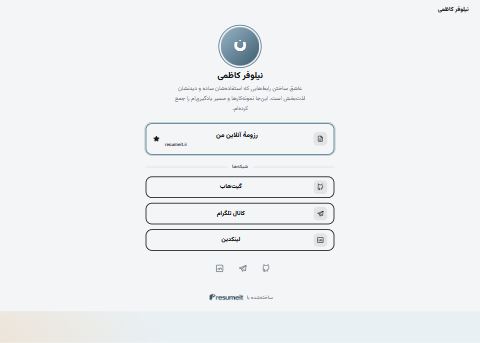 نیلوفر کاظمی
ن
نیلوفر کاظمی
عاشق ساختن رابط‌هایی که استفاده‌شان ساده و دیدنشان
لذت‌بخش است. این‌جا نمونه‌کارها و مسیر یادگیری‌ام را جمع
کرده‌ام.
رزومهٔ آنلاین من
resumeit.ir
شبکه‌ها
گیت‌هاب
کانال تلگرام
لینکدین
ساخته‌شده با resumeit